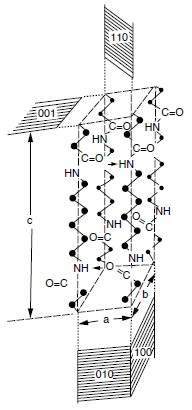 110
C=O
001
C=O
HN
HN
C=O
C=O
HN
HN
c
NH
NH
O=C
O=C
NH
NH
O=C
O=C
b
a
100
010